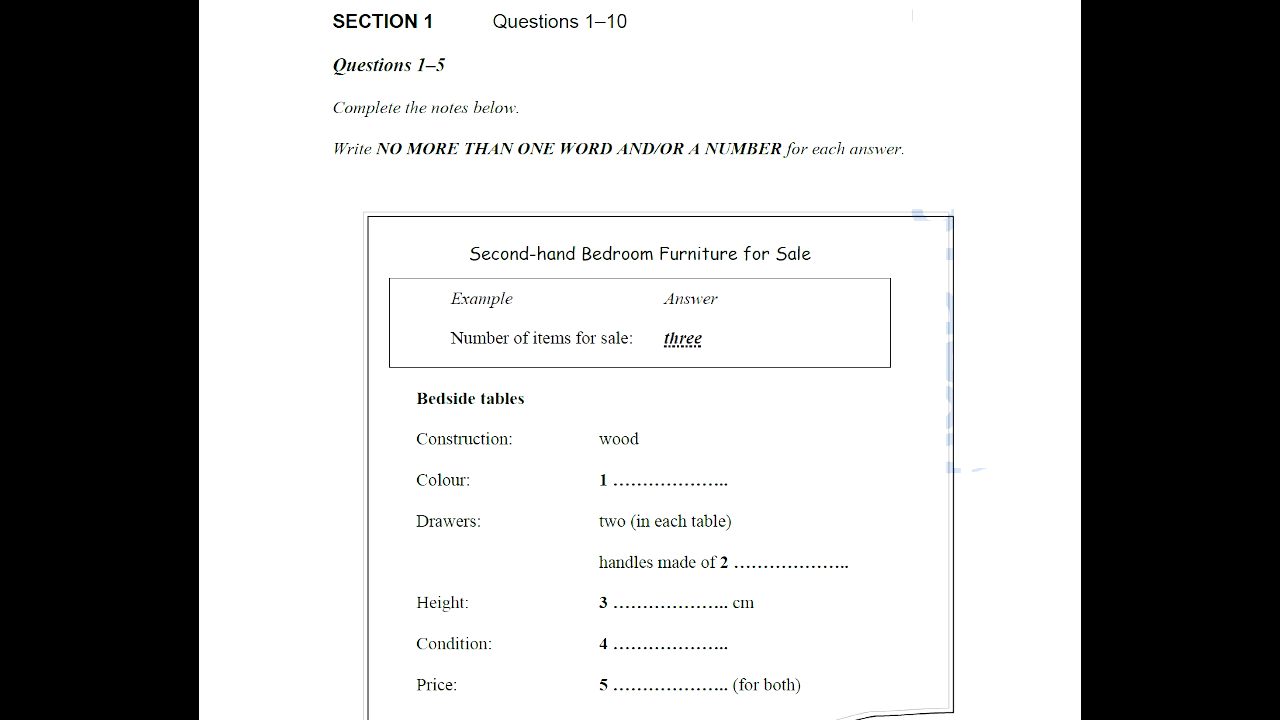 SECTION 1 Questions 1–10
Questions 1–5
Complete the notes below.
Write NO MORE THAN ONE WORD AND/OR A NUMBER for each answer.
Second-hand Bedroom Furniture for Sale
Example Answer
Number of items for sale: three
Bedside tables
Construction: wood
Colour: 1 ………………..
Drawers: two (in each table)
handles made of 2 ………………..
Height: 3 ……………….. cm
Condition: 4 ………………..
Price: 5 ……………….. (for both)